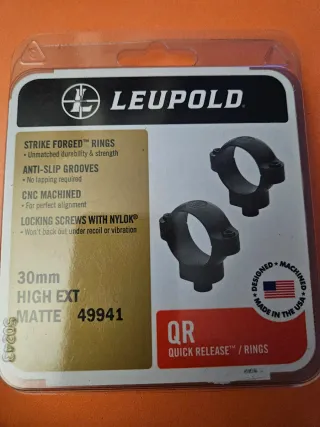 LEUPOLD®
STRIKE FORGED™ RINGS
• Unmatched durability & strength
ANTI-SLIP GROOVES
• No lapping required
CNC MACHINED
• For perfect alignment
LOCKING SCREWS WITH NYLOK®
• Won't back out under recoil or vibration
30mm
HIGH EXT
MATTE 49941
DESIGNED • MACHINED
MADE IN THE USA
QR
QUICK RELEASE™ / RINGS